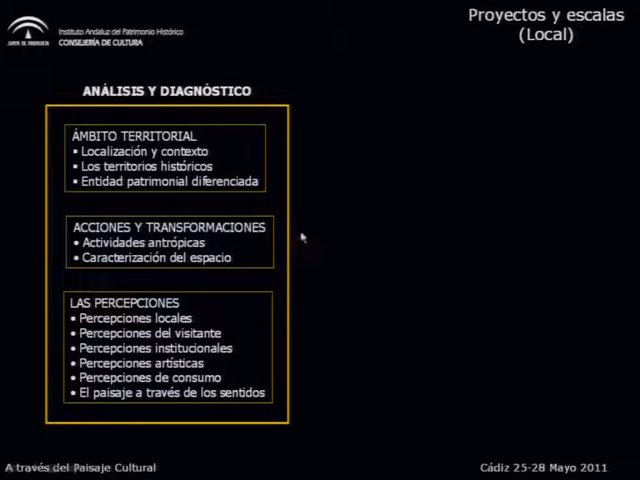 Proyectos y escalas
(Local)
Instituto Andaluz del Patrimonio Histórico
CONSEJERÍA DE CULTURA
JUNTA DE ANDALUCIA
ANÁLISIS Y DIAGNÓSTICO
ÁMBITO TERRITORIAL
▪ Localización y contexto
▪ Los territorios históricos
▪ Entidad patrimonial diferenciada
ACCIONES Y TRANSFORMACIONES
• Actividades antrópicas
• Caracterización del espacio
LAS PERCEPCIONES
• Percepciones locales
• Percepciones del visitante
• Percepciones institucionales
• Percepciones artísticas
• Percepciones de consumo
• El paisaje a través de los sentidos
A través del Paisaje Cultural
Cádiz 25-28 Mayo 2011